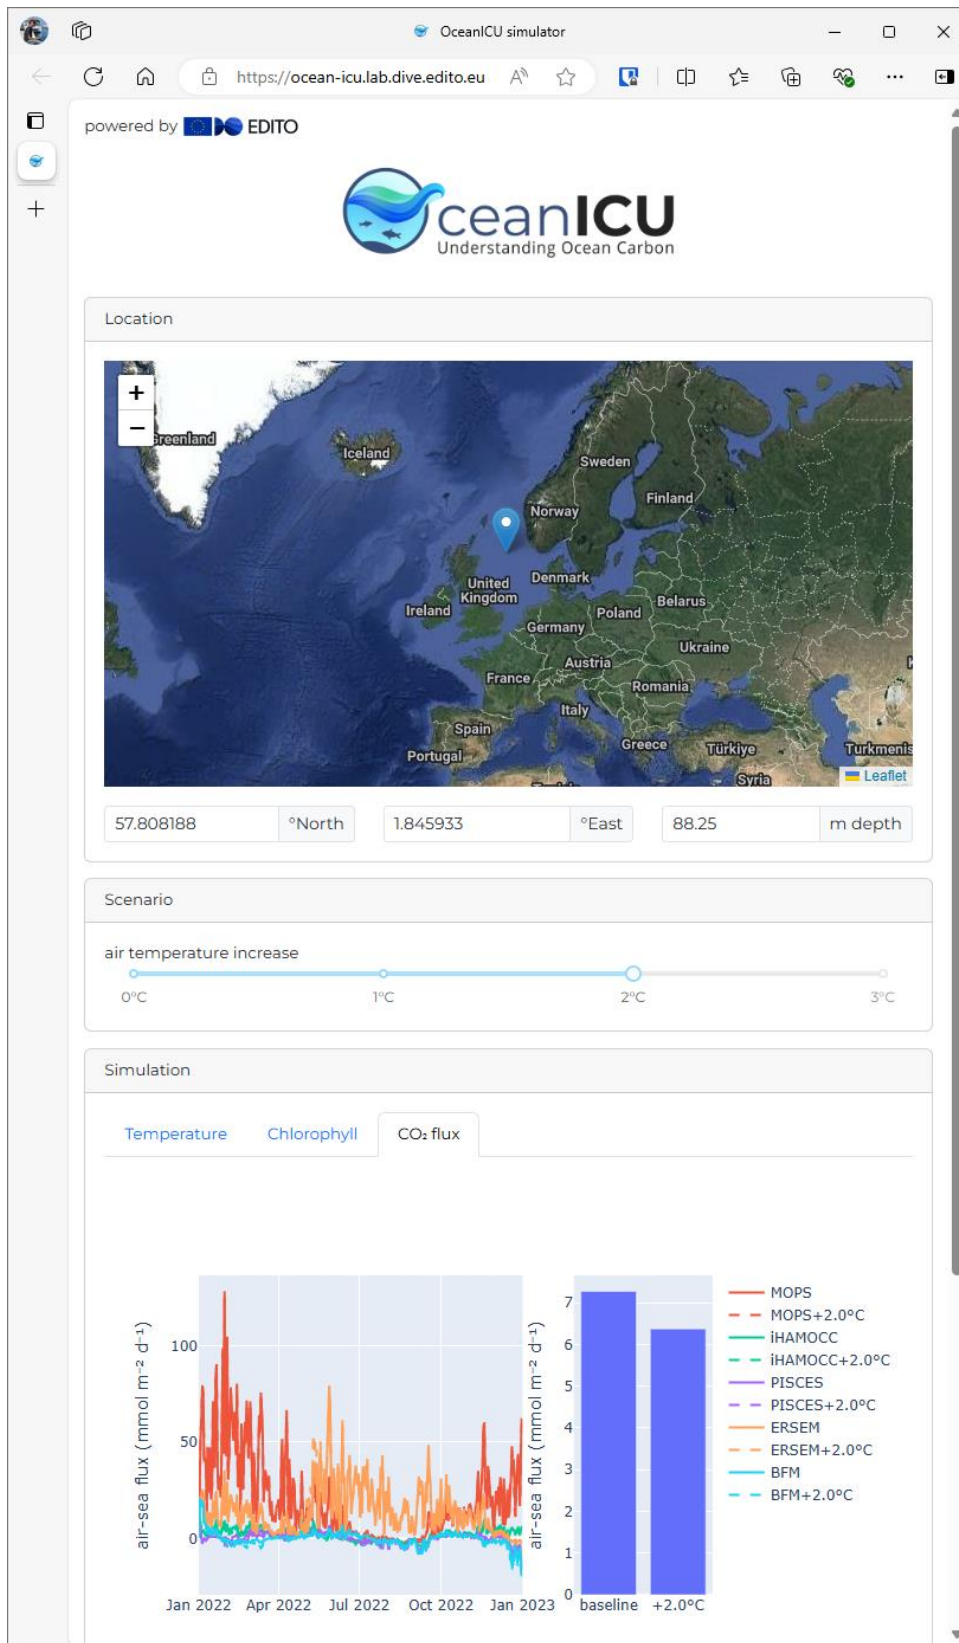 OceanICU simulator
https://ocean-icu.lab.dive.edito.eu
powered by EDITO
OceanICU
Understanding Ocean Carbon
Location
+
−
Greenland
Iceland
Sweden
Finland
Norway
United
Kingdom
Denmark
Ireland
Poland
Belarus
Germany
Ukraine
Austria
France
Romania
Italy
Spain
Portugal
Greece
Türkiye
Turkmenis
Syria
Leaflet
57.808188 °North 1.845933 °East 88.25 m depth
Scenario
air temperature increase
0°C 1°C 2°C 3°C
Simulation
Temperature Chlorophyll CO₂ flux
air-sea flux (mmol m⁻² d⁻¹)
100
50
0
Jan 2022 Apr 2022 Jul 2022 Oct 2022 Jan 2023
air-sea flux (mmol m⁻² d⁻¹)
7
6
5
4
3
2
1
0
baseline +2.0°C
MOPS
MOPS+2.0°C
iHAMOCC
iHAMOCC+2.0°C
PISCES
PISCES+2.0°C
ERSEM
ERSEM+2.0°C
BFM
BFM+2.0°C